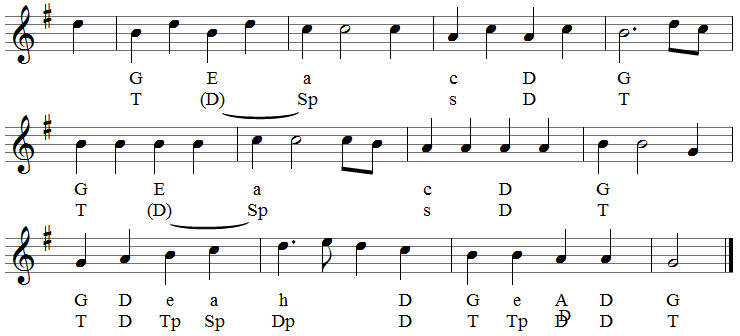 G E a c D G
T (D) Sp s D T
G E a c D G
T (D) Sp s D T
G D e a h D G e A D G
T D Tp Sp Dp D T Tp D D D T